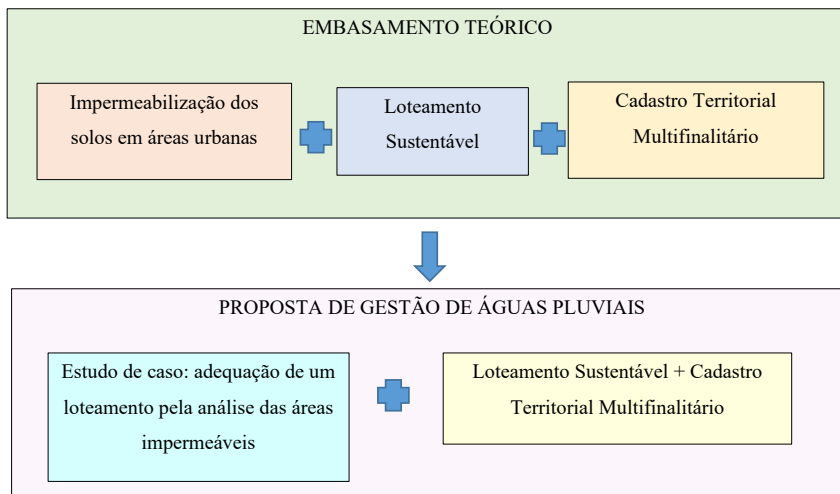 EMBASAMENTO TEÓRICO
Impermeabilização dos
solos em áreas urbanas
Loteamento
Sustentável
Cadastro Territorial
Multifinalitário
PROPOSTA DE GESTÃO DE ÁGUAS PLUVIAIS
Estudo de caso: adequação de um
loteamento pela análise das áreas
impermeáveis
Loteamento Sustentável + Cadastro
Territorial Multifinalitário